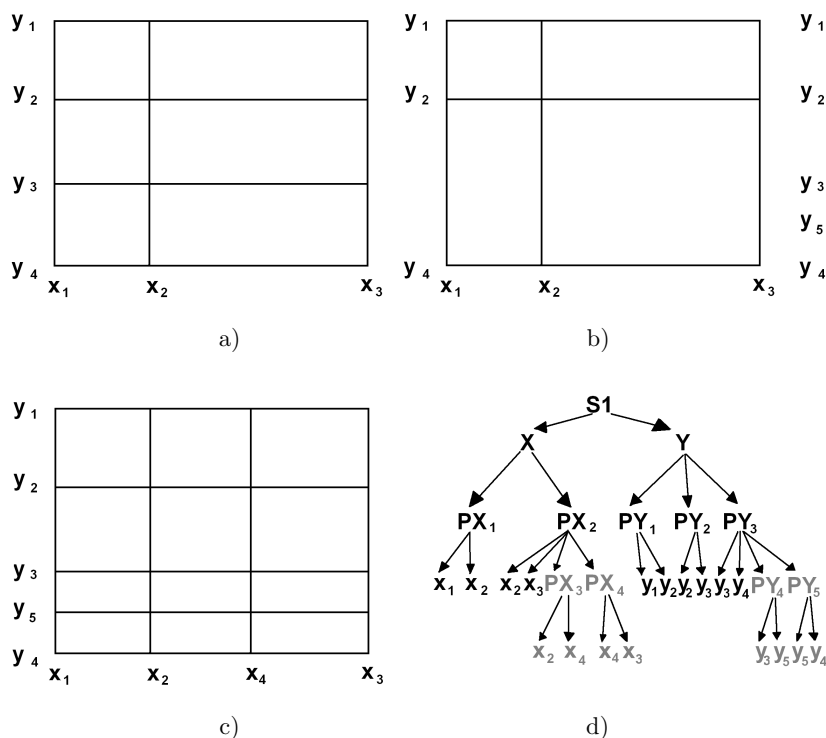 y1
y2
y3
y4
x1 x2 x3
a)
y1
y2
y4
x1 x2 x3
b)
y1
y2
y3
y5
y4
y1
y2
y3
y5
y4
x1 x2 x4 x3
c)
S1
X Y
PX1 PX2 PY1 PY2 PY3
x1 x2 x2 x3 PX3 PX4 y1 y2 y2 y3 y3 y4 PY4 PY5
x2 x4 x4 x3 y3 y5 y5 y4
d)